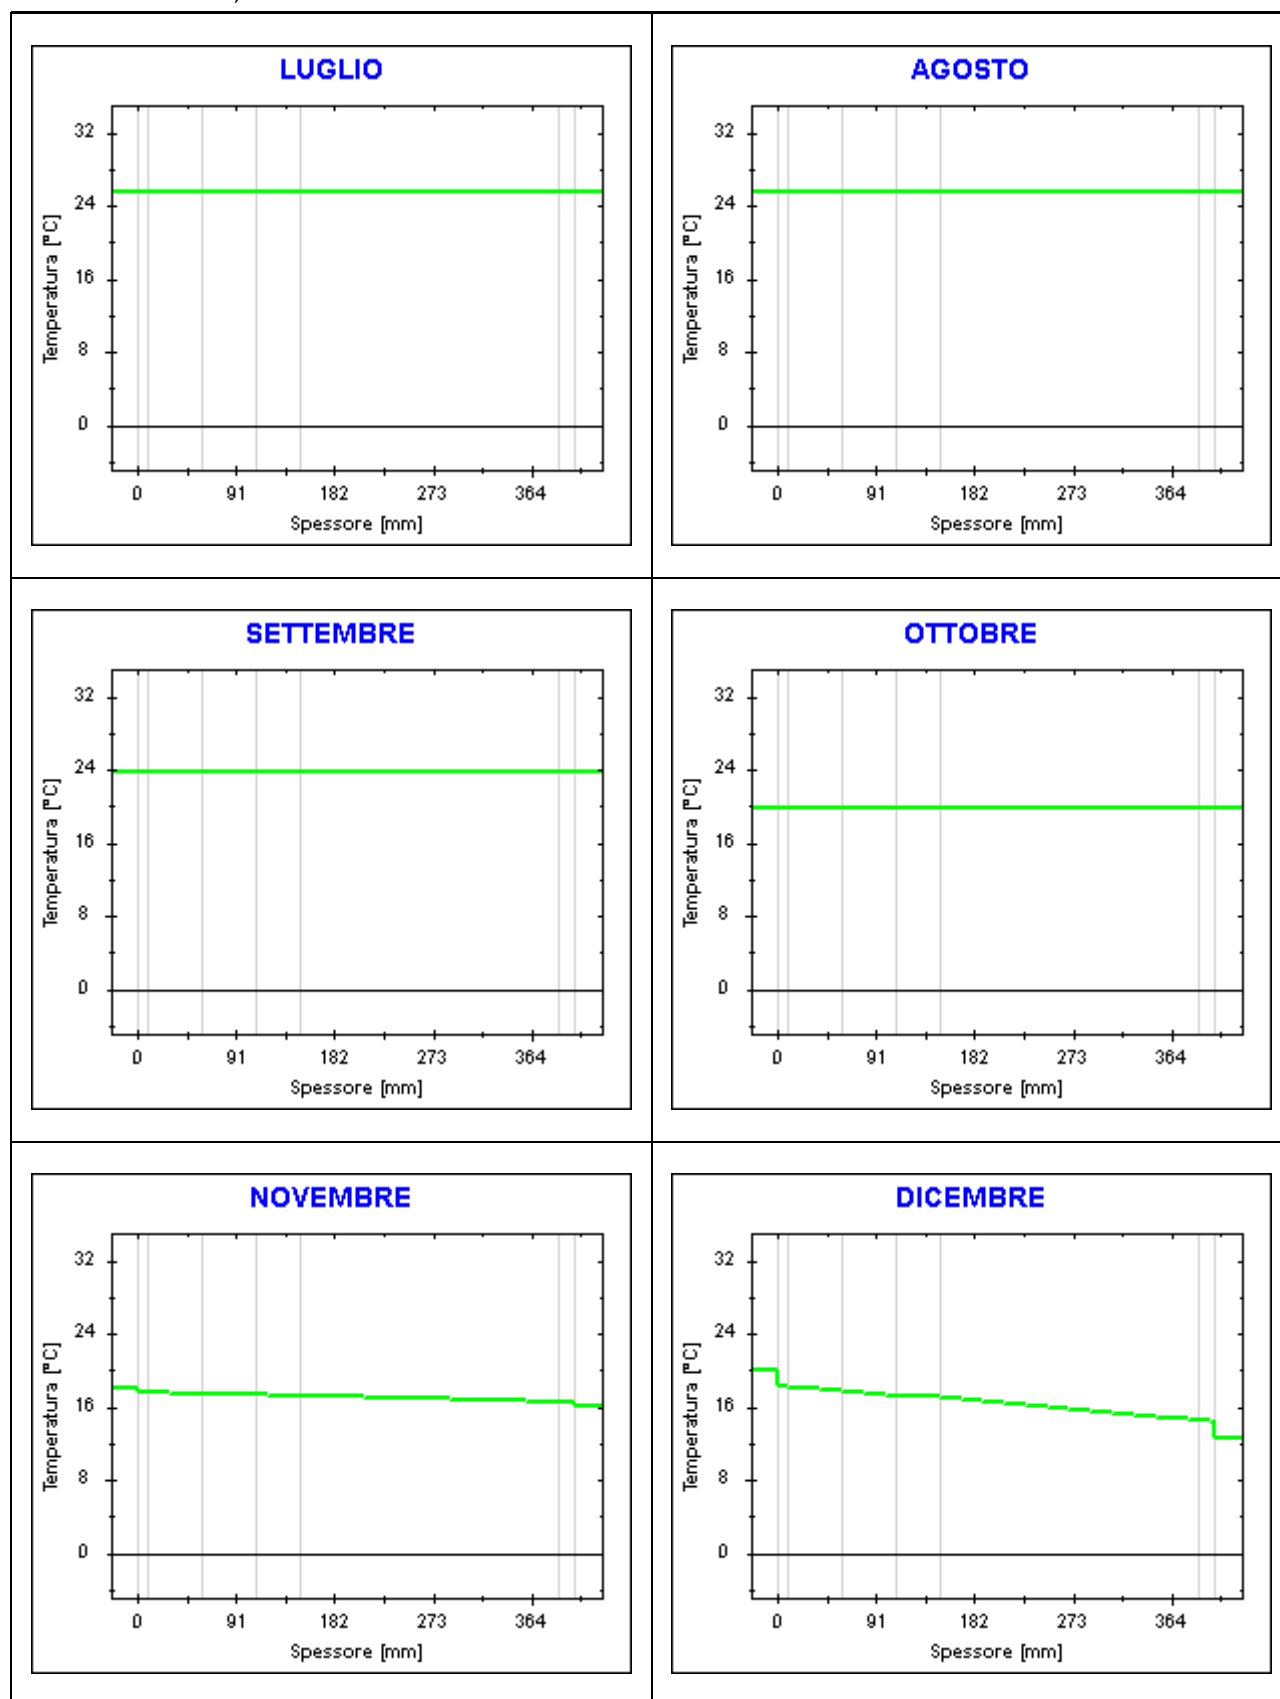 LUGLIO
32
24
16
8
0
Temperatura [°C]
0 91 182 273 364
Spessore [mm]
AGOSTO
32
24
16
8
0
Temperatura [°C]
0 91 182 273 364
Spessore [mm]
SETTEMBRE
32
24
16
8
0
Temperatura [°C]
0 91 182 273 364
Spessore [mm]
OTTOBRE
32
24
16
8
0
Temperatura [°C]
0 91 182 273 364
Spessore [mm]
NOVEMBRE
32
24
16
8
0
Temperatura [°C]
0 91 182 273 364
Spessore [mm]
DICEMBRE
32
24
16
8
0
Temperatura [°C]
0 91 182 273 364
Spessore [mm]